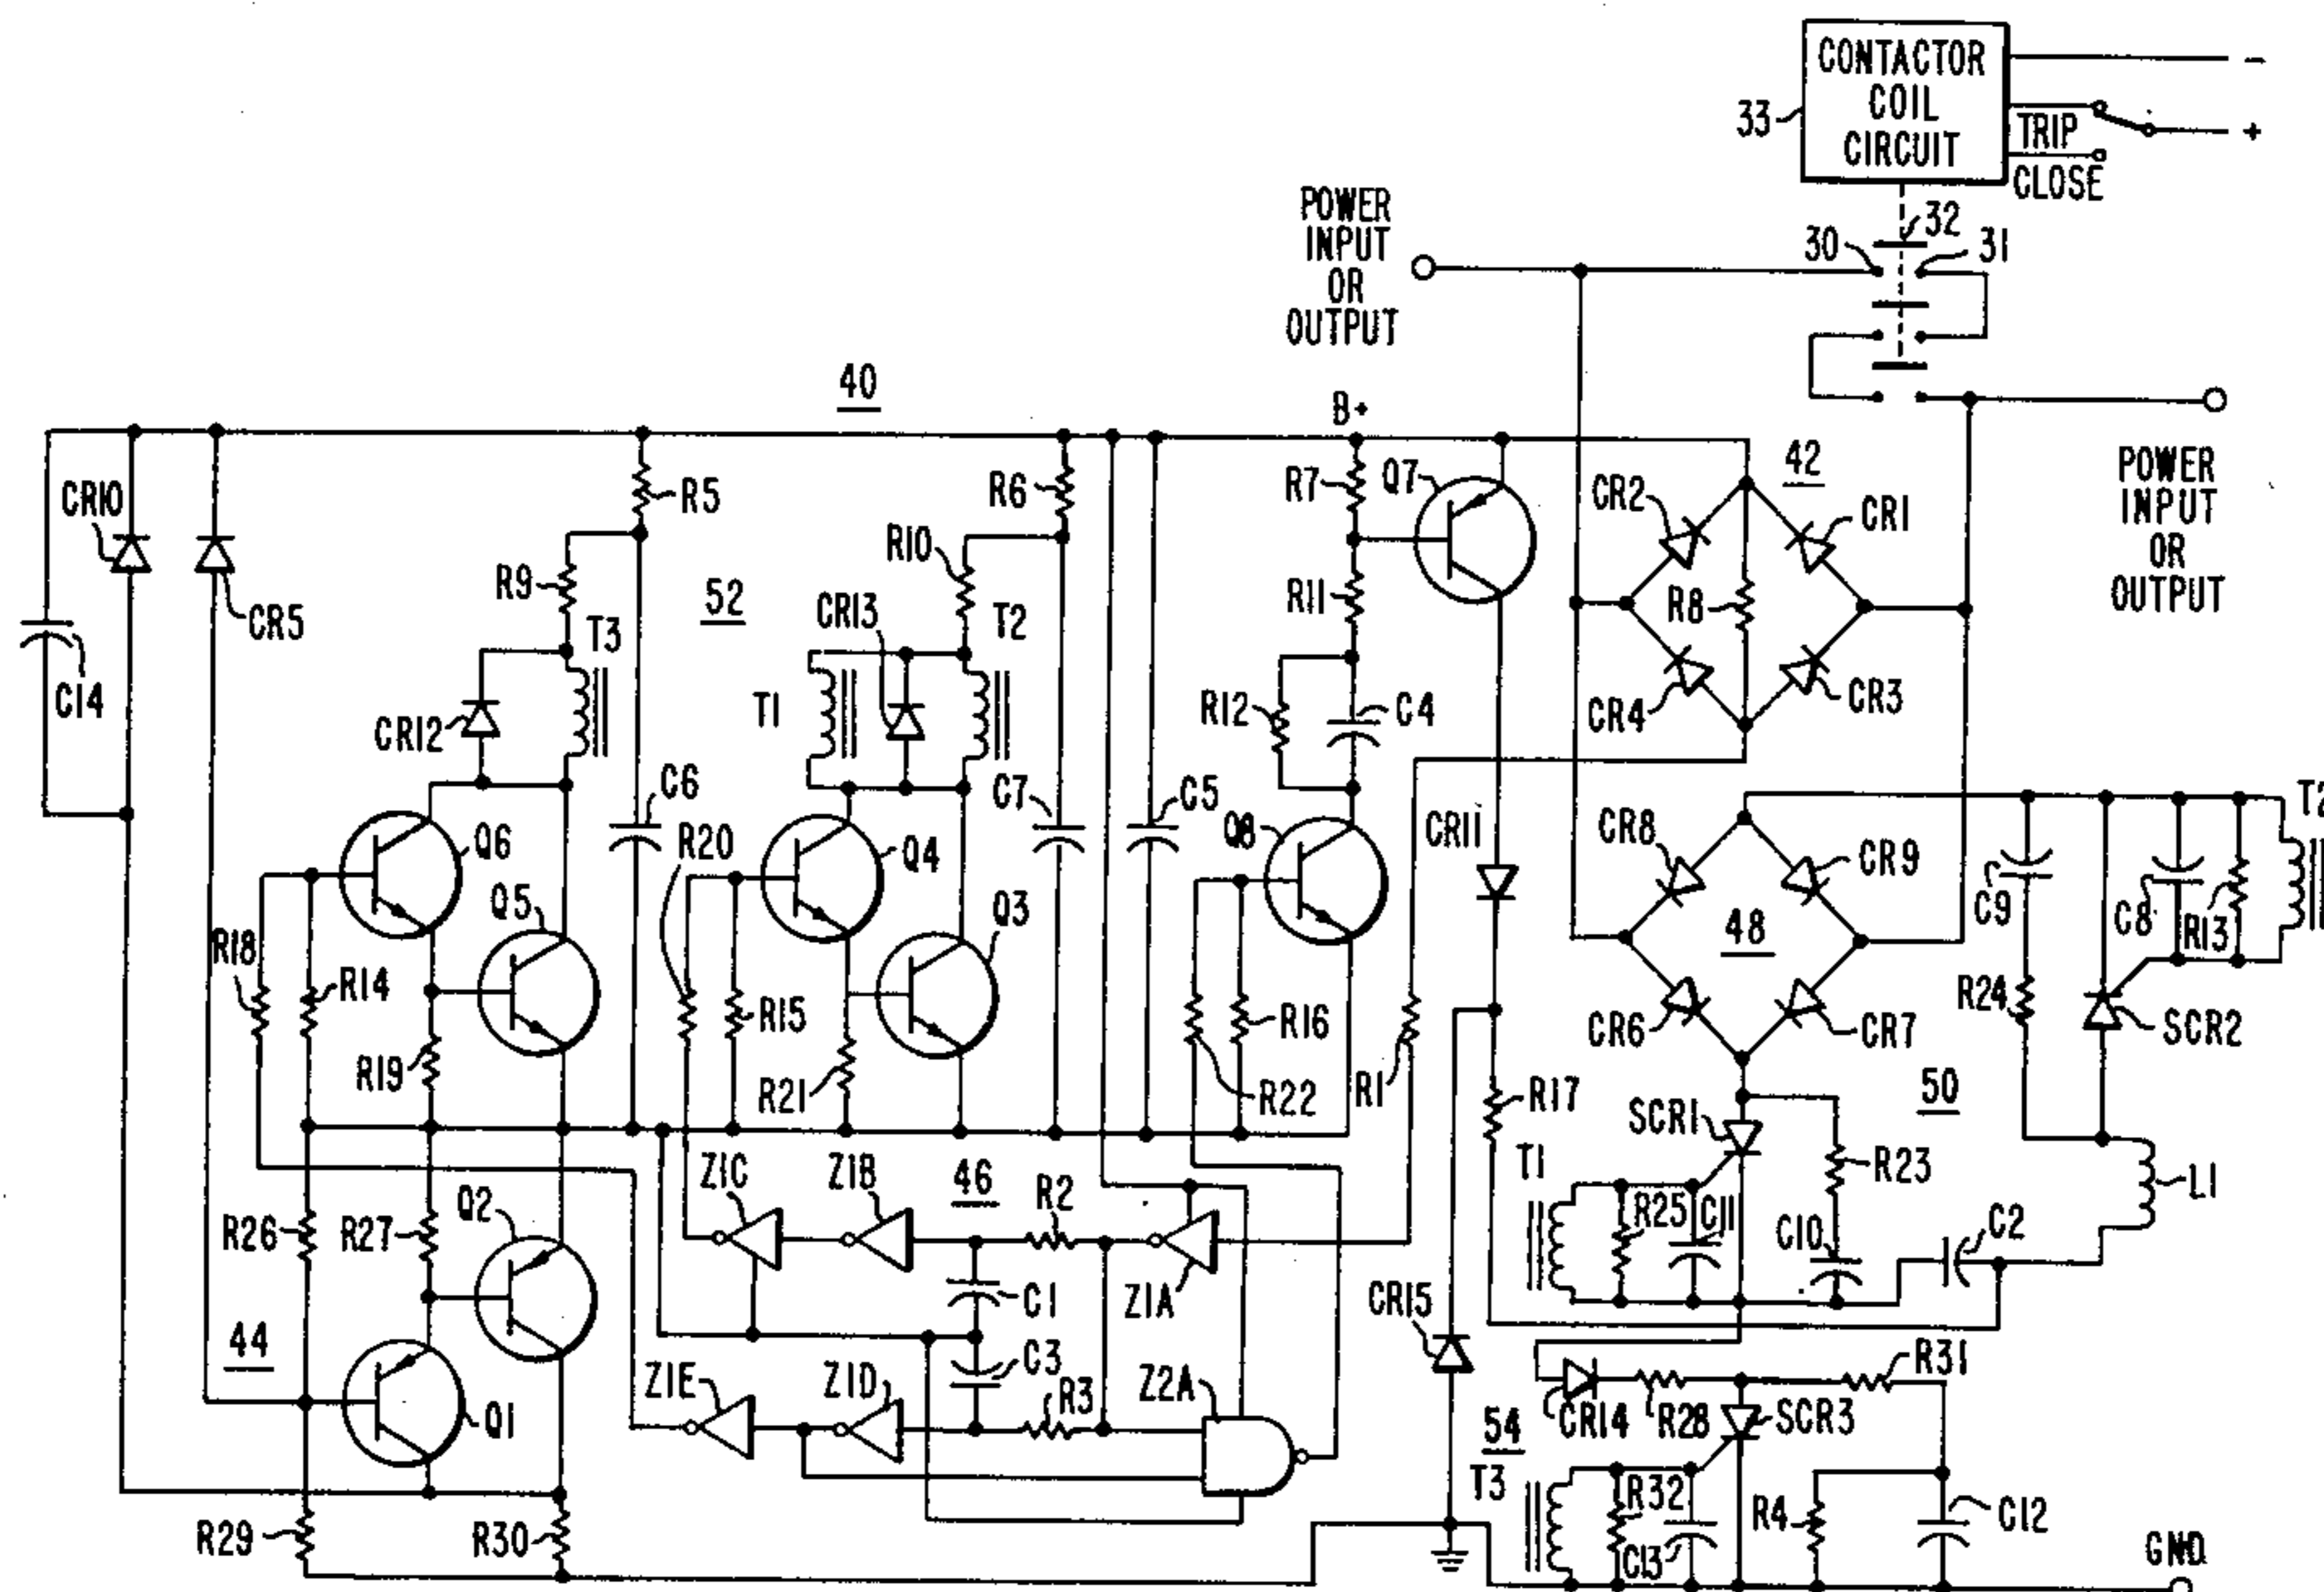 CONTACTOR
COIL
CIRCUIT
33
-
TRIP
+
CLOSE
POWER
INPUT
OR
OUTPUT
30
32
31
40
B+
42
POWER
INPUT
OR
OUTPUT
CR10
CR5
C14
R5
R9
T3
CR12
52
R6
R10
CR13
T2
T1
R7
Q7
R11
R12
C4
CR2
CR1
R8
CR4
CR3
C6
C7
C5
Q6
Q5
R18
R14
R19
R20
Q4
Q3
R15
R21
Q8
R16
R22
R1
CR11
R17
CR8
CR9
48
CR6
CR7
C9
C8
R13
T2
R24
SCR2
50
SCR1
T1
R23
R25
C11
C10
C2
L1
Z1C
Z1B
46
R2
Z1A
C1
C3
Z1E
Z1D
R3
Z2A
R26
R27
Q2
44
Q1
R29
R30
CR15
CR14
R28
SCR3
R31
54
T3
R32
C13
R4
C12
GND